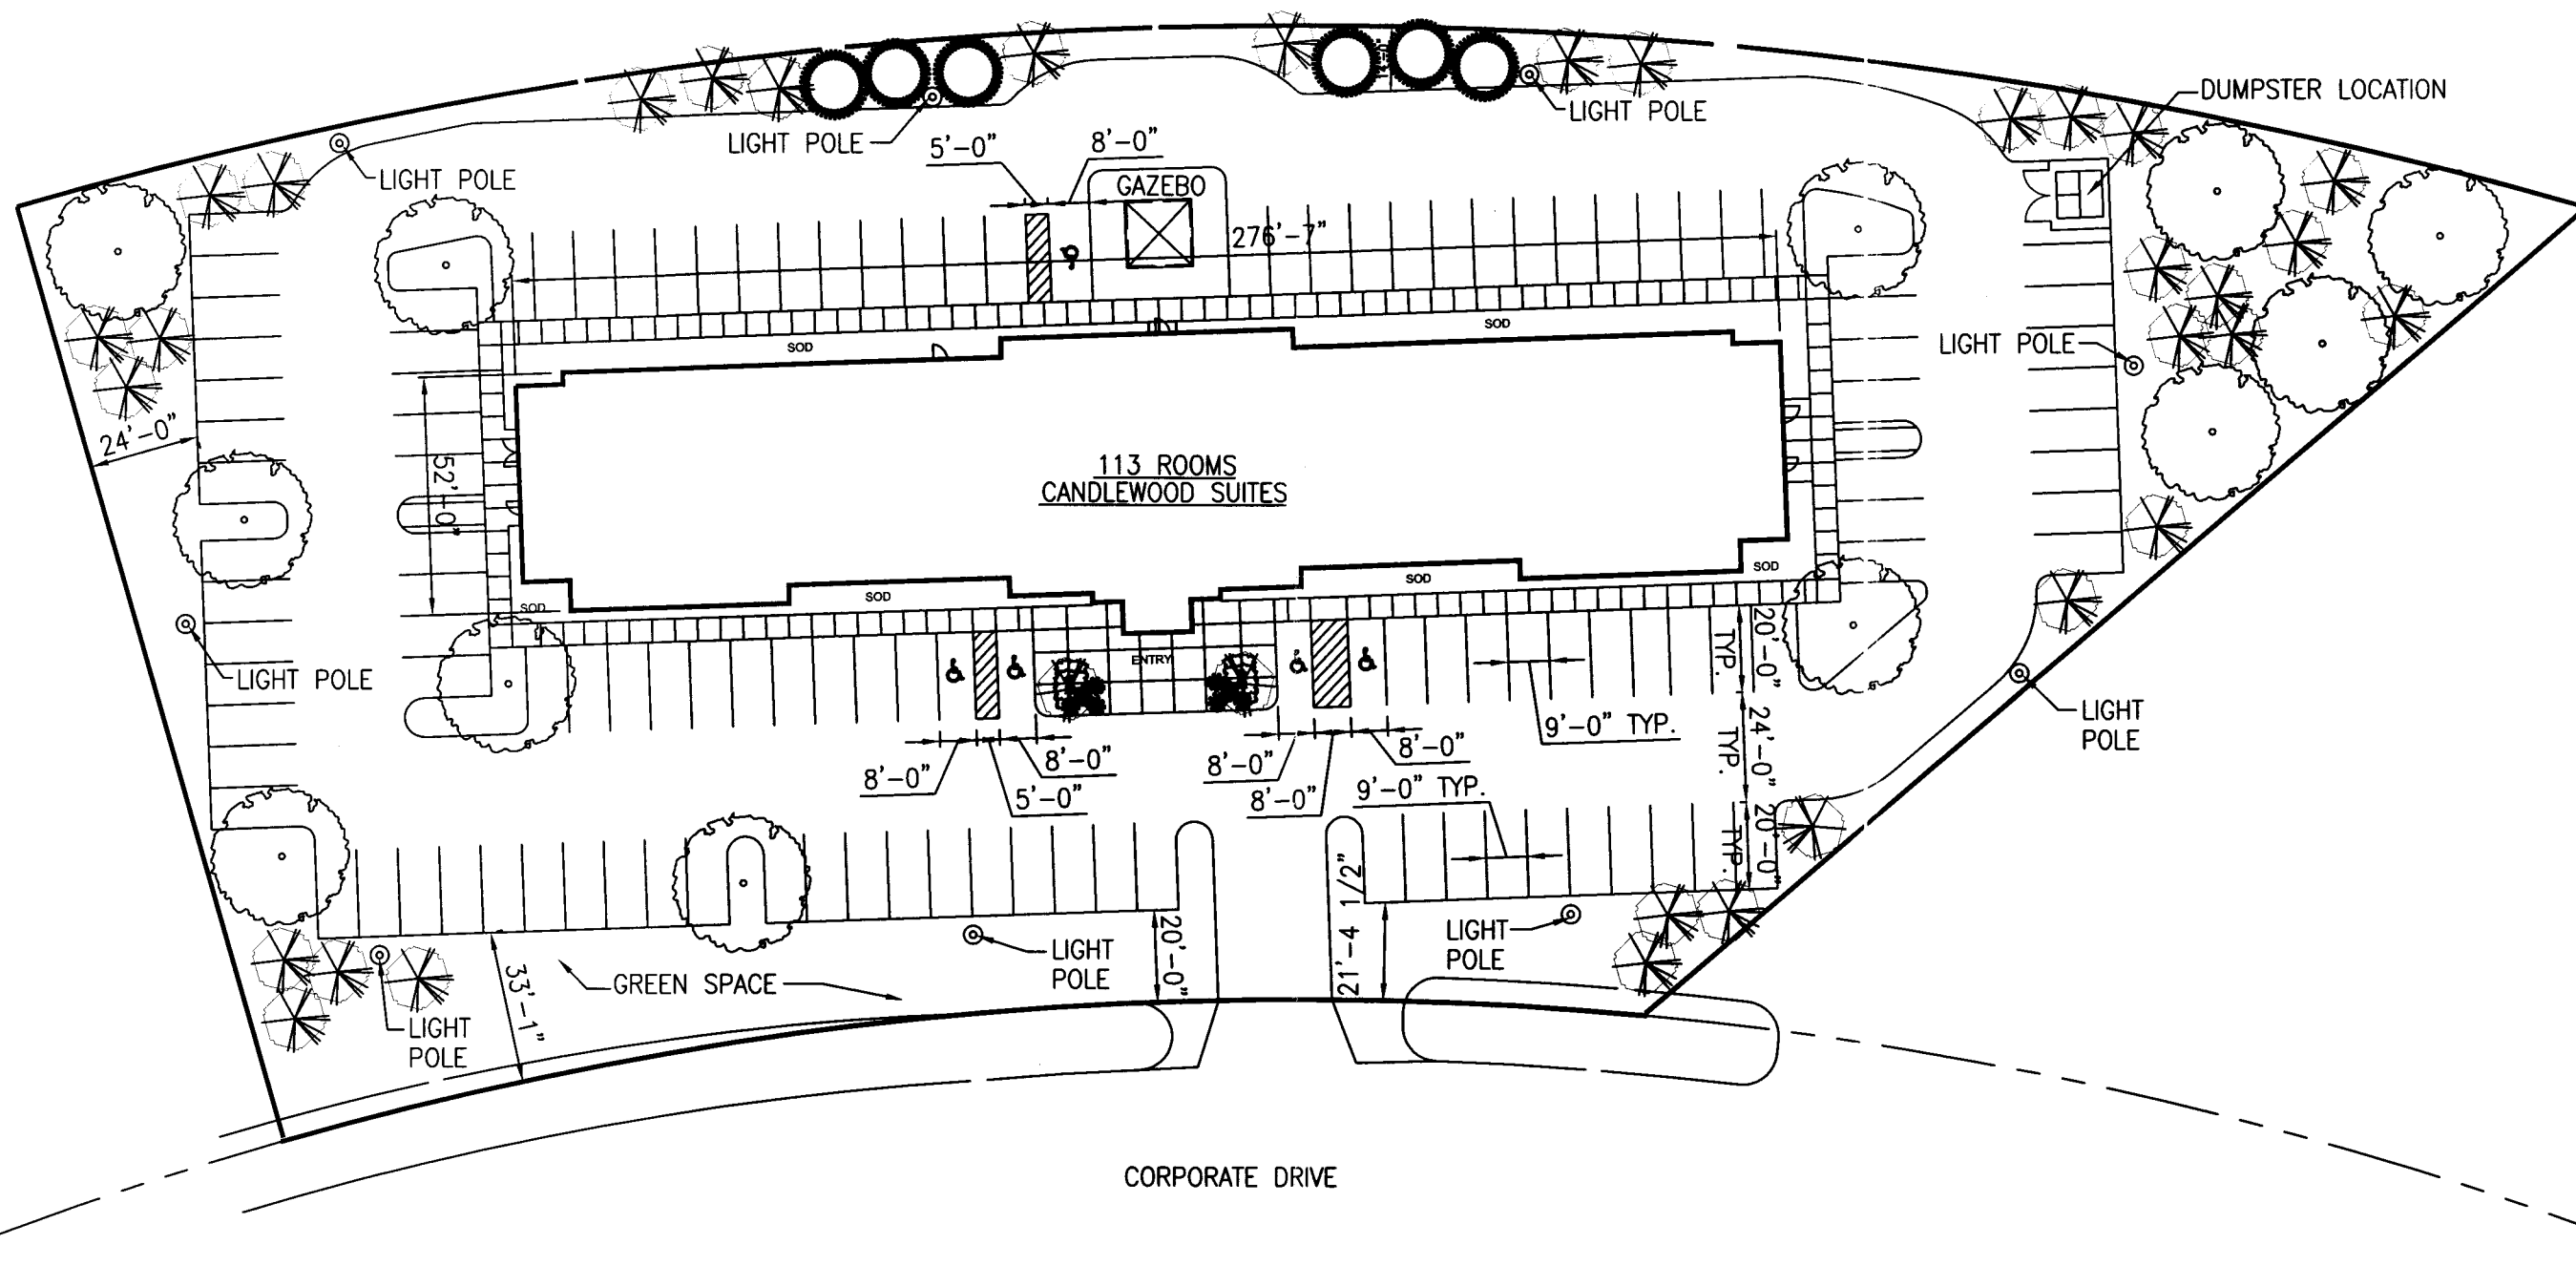 DUMPSTER LOCATION
LIGHT POLE
LIGHT POLE
5'-0"
8'-0"
LIGHT POLE
GAZEBO
276'-7"
SOD
SOD
LIGHT POLE
24'-0"
52'-0"
113 ROOMS
CANDLEWOOD SUITES
SOD
SOD
SOD
SOD
LIGHT POLE
ENTRY
20'-0"
TYP.
9'-0" TYP.
24'-0"
TYP.
LIGHT
POLE
8'-0"
8'-0"
5'-0"
8'-0"
8'-0"
8'-0"
9'-0" TYP.
20'-0"
TYP.
21'-4 1/2"
20'-0"
LIGHT
POLE
LIGHT
POLE
GREEN SPACE
33'-1"
LIGHT
POLE
CORPORATE DRIVE